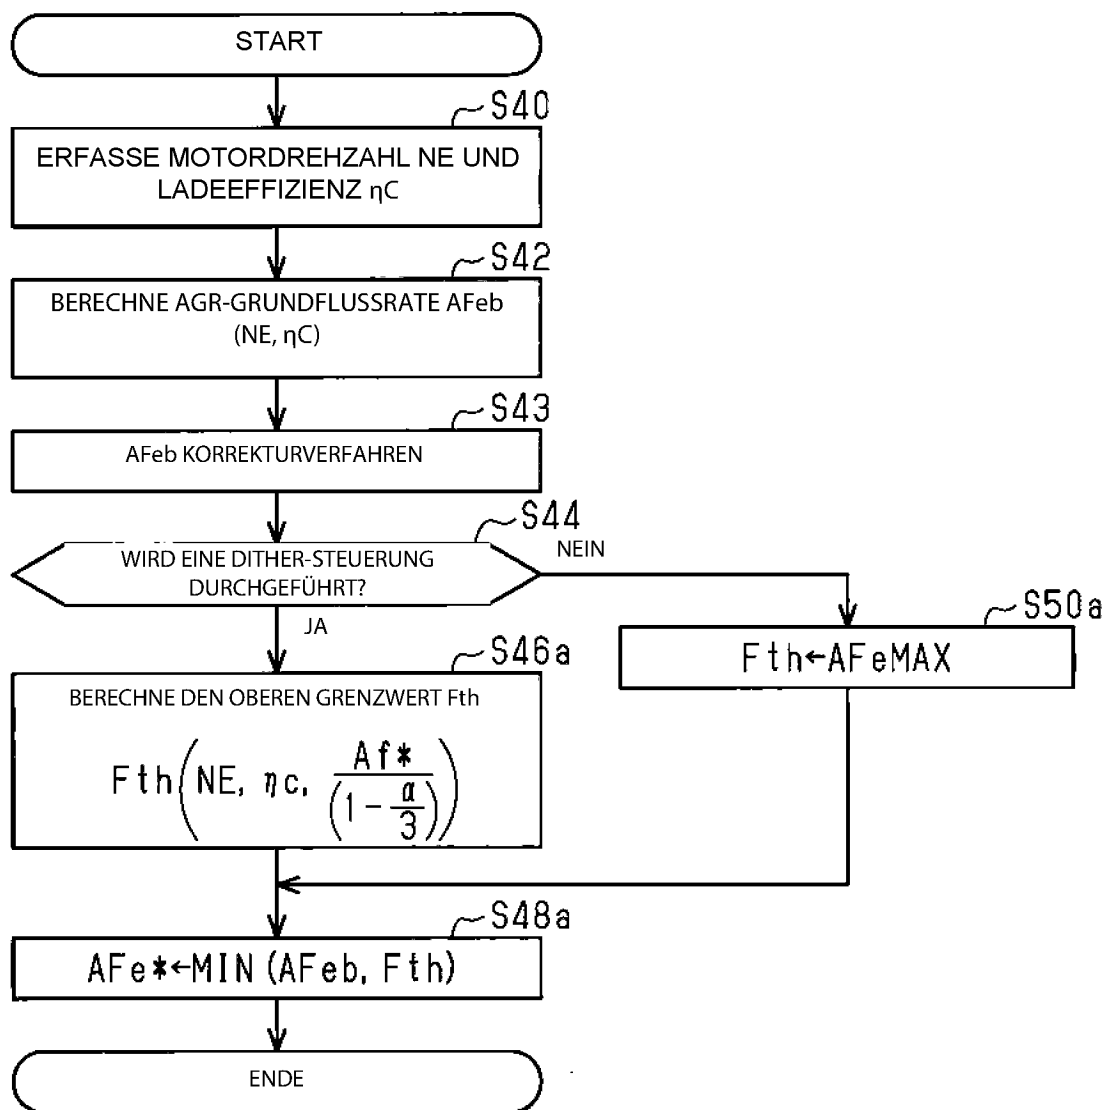 START
S40
ERFASSE MOTORDREHZAHL NE UND
LADEEFFIZIENZ ηC
S42
BERECHNE AGR-GRUNDFLUSSRATE AFeb
(NE, ηC)
S43
AFeb KORREKTURVERFAHREN
S44
WIRD EINE DITHER-STEUERUNG
DURCHGEFÜHRT?
NEIN
JA
S50a
Fth←AFeMAX
S46a
BERECHNE DEN OBEREN GRENZWERT Fth
Fth(NE, ηc, Af*/(1-α/3))
S48a
AFe*←MIN (AFeb, Fth)
ENDE